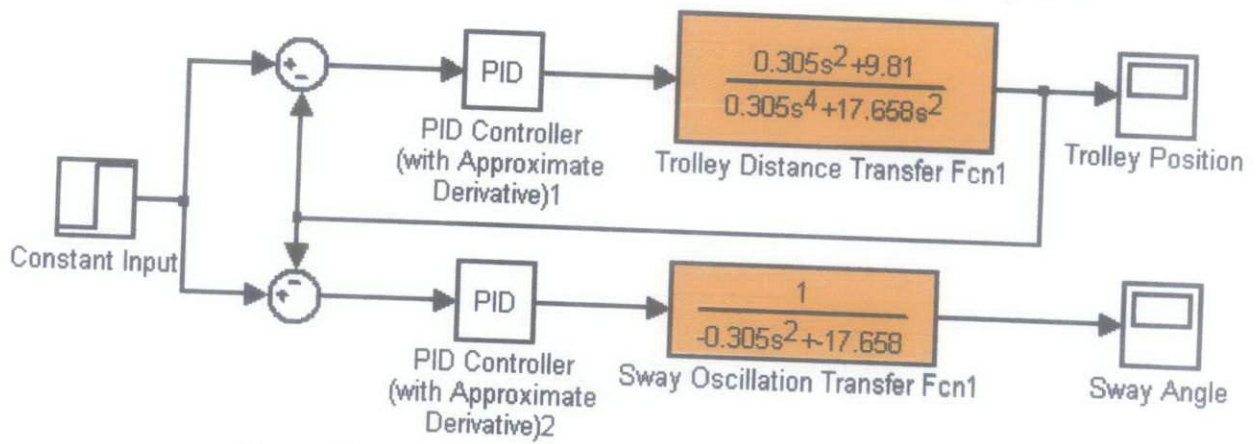 PID
0.305s²+9.81
0.305s⁴+17.658s²
PID Controller
(with Approximate
Derivative)1
Trolley Distance Transfer Fcn1
Trolley Position
Constant Input
PID
1
-0.305s²+-17.658
PID Controller
(with Approximate
Derivative)2
Sway Oscillation Transfer Fcn1
Sway Angle